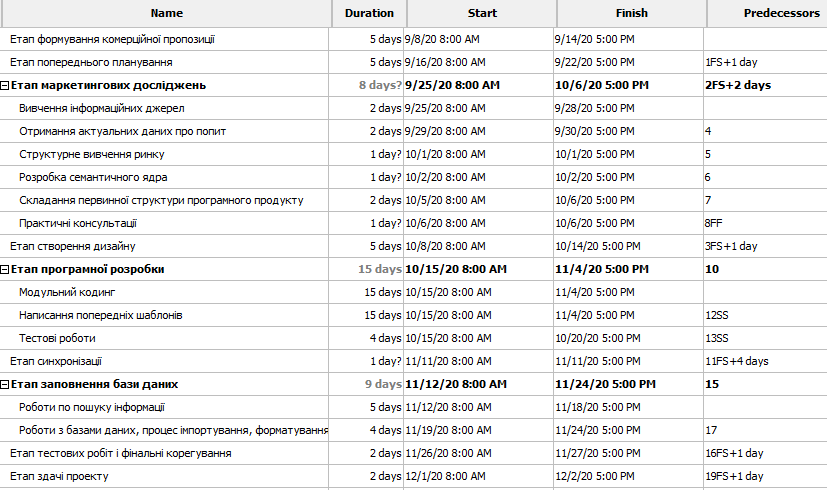 Name Duration Start Finish Predecessors
Етап формування комерційної пропозиції 5 days 9/8/20 8:00 AM 9/14/20 5:00 PM
Етап попереднього планування 5 days 9/16/20 8:00 AM 9/22/20 5:00 PM 1FS+1 day
Етап маркетингових досліджень 8 days? 9/25/20 8:00 AM 10/6/20 5:00 PM 2FS+2 days
Вивчення інформаційних джерел 2 days 9/25/20 8:00 AM 9/28/20 5:00 PM
Отримання актуальних даних про попит 2 days 9/29/20 8:00 AM 9/30/20 5:00 PM 4
Структурне вивчення ринку 1 day? 10/1/20 8:00 AM 10/1/20 5:00 PM 5
Розробка семантичного ядра 1 day? 10/2/20 8:00 AM 10/2/20 5:00 PM 6
Складання первинної структури програмного продукту 2 days 10/5/20 8:00 AM 10/6/20 5:00 PM 7
Практичні консультації 1 day? 10/6/20 8:00 AM 10/6/20 5:00 PM 8FF
Етап створення дизайну 5 days 10/8/20 8:00 AM 10/14/20 5:00 PM 3FS+1 day
Етап програмної розробки 15 days 10/15/20 8:00 AM 11/4/20 5:00 PM 10
Модульний кодинг 15 days 10/15/20 8:00 AM 11/4/20 5:00 PM
Написання попередніх шаблонів 15 days 10/15/20 8:00 AM 11/4/20 5:00 PM 12SS
Тестові роботи 4 days 10/15/20 8:00 AM 10/20/20 5:00 PM 13SS
Етап синхронізації 1 day? 11/11/20 8:00 AM 11/11/20 5:00 PM 11FS+4 days
Етап заповнення бази даних 9 days 11/12/20 8:00 AM 11/24/20 5:00 PM 15
Роботи по пошуку інформації 5 days 11/12/20 8:00 AM 11/18/20 5:00 PM
Роботи з базами даних, процес імпортування, форматування 4 days 11/19/20 8:00 AM 11/24/20 5:00 PM 17
Етап тестових робіт і фінальні корегування 2 days 11/26/20 8:00 AM 11/27/20 5:00 PM 16FS+1 day
Етап здачі проекту 2 days 12/1/20 8:00 AM 12/2/20 5:00 PM 19FS+1 day